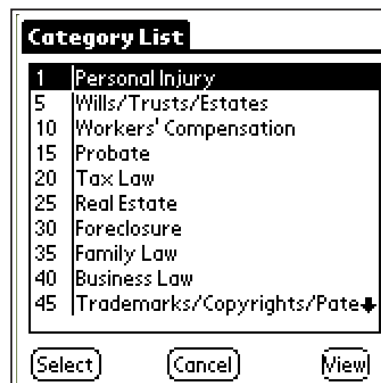 Category List
1 Personal Injury
5 Wills/Trusts/Estates
10 Workers' Compensation
15 Probate
20 Tax Law
25 Real Estate
30 Foreclosure
35 Family Law
40 Business Law
45 Trademarks/Copyrights/Pate
Select Cancel View